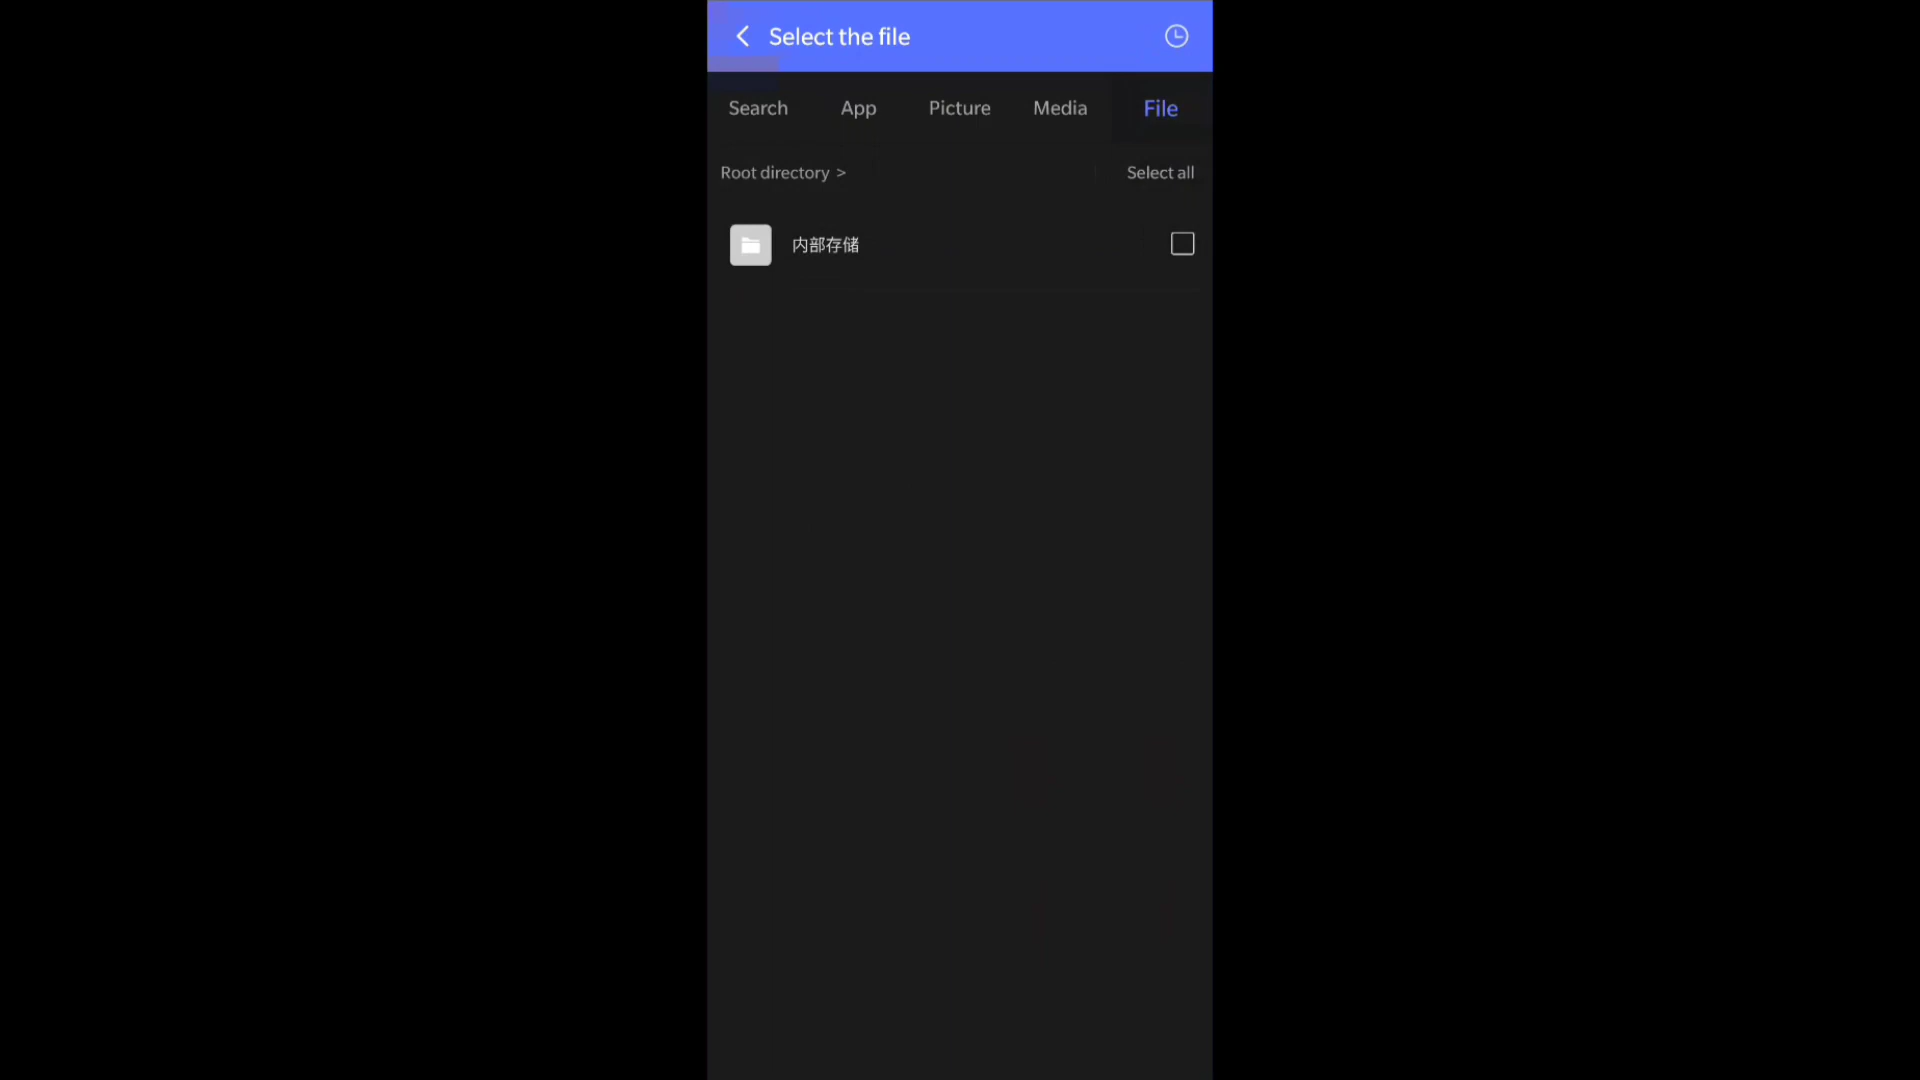 Select the file
Search App Picture Media File
Root directory > Select all
内部存储